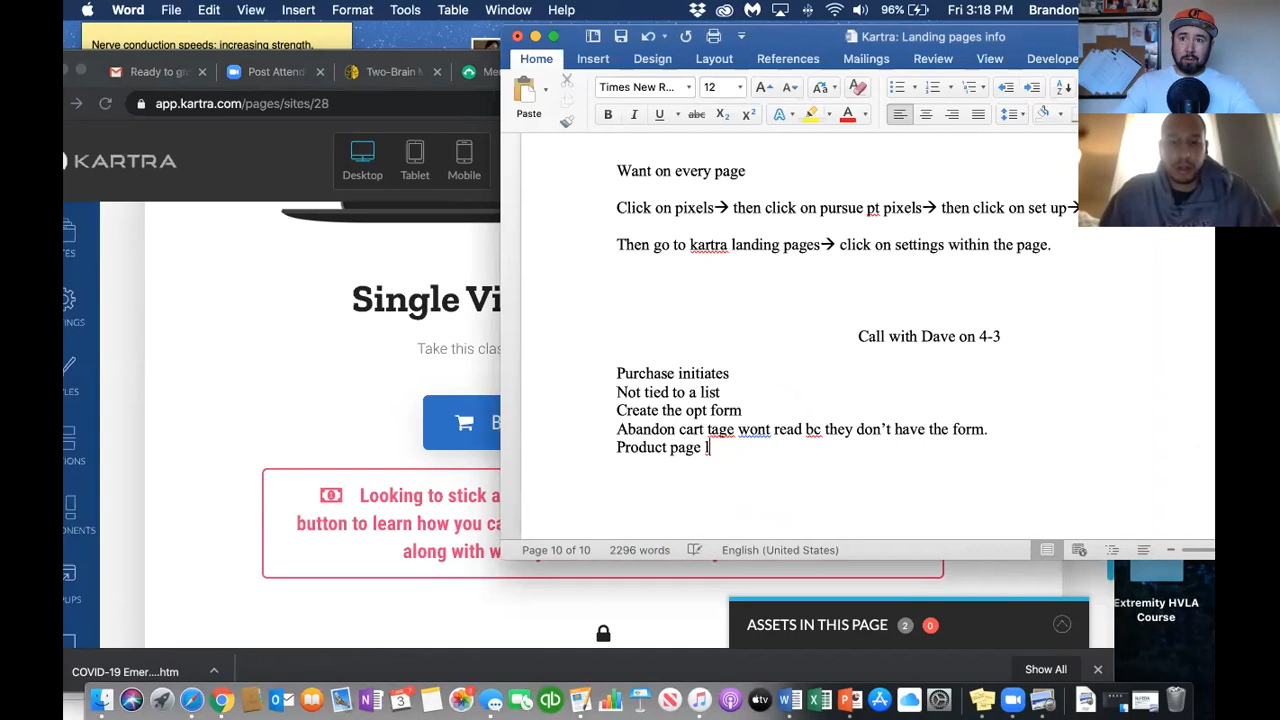 Word File Edit View Insert Format Tools Table Window Help 96% Fri 3:18 PM Brandon
Nerve conduction speeds: increasing strength,
Ready to gr Post Attend Two-Brain M Me
app.kartra.com/pages/sites/28
KARTRA
Desktop Tablet Mobile
Single Vi
Take this clas
B
Looking to stick a
button to learn how you ca
along with w
ASSETS IN THIS PAGE 2 0
COVID-19 Emer....htm
Show All
Kartra: Landing pages info
Home Insert Design Layout References Mailings Review View Develope
Paste
Times New R... 12
B I U abc X2 X2 A A
Want on every page
Click on pixels→ then click on pursue pt pixels→ then click on set up→
Then go to kartra landing pages→ click on settings within the page.
Call with Dave on 4-3
Purchase initiates
Not tied to a list
Create the opt form
Abandon cart tage wont read bc they don’t have the form.
Product page l
Page 10 of 10 2296 words English (United States)
Extremity HVLA
Course